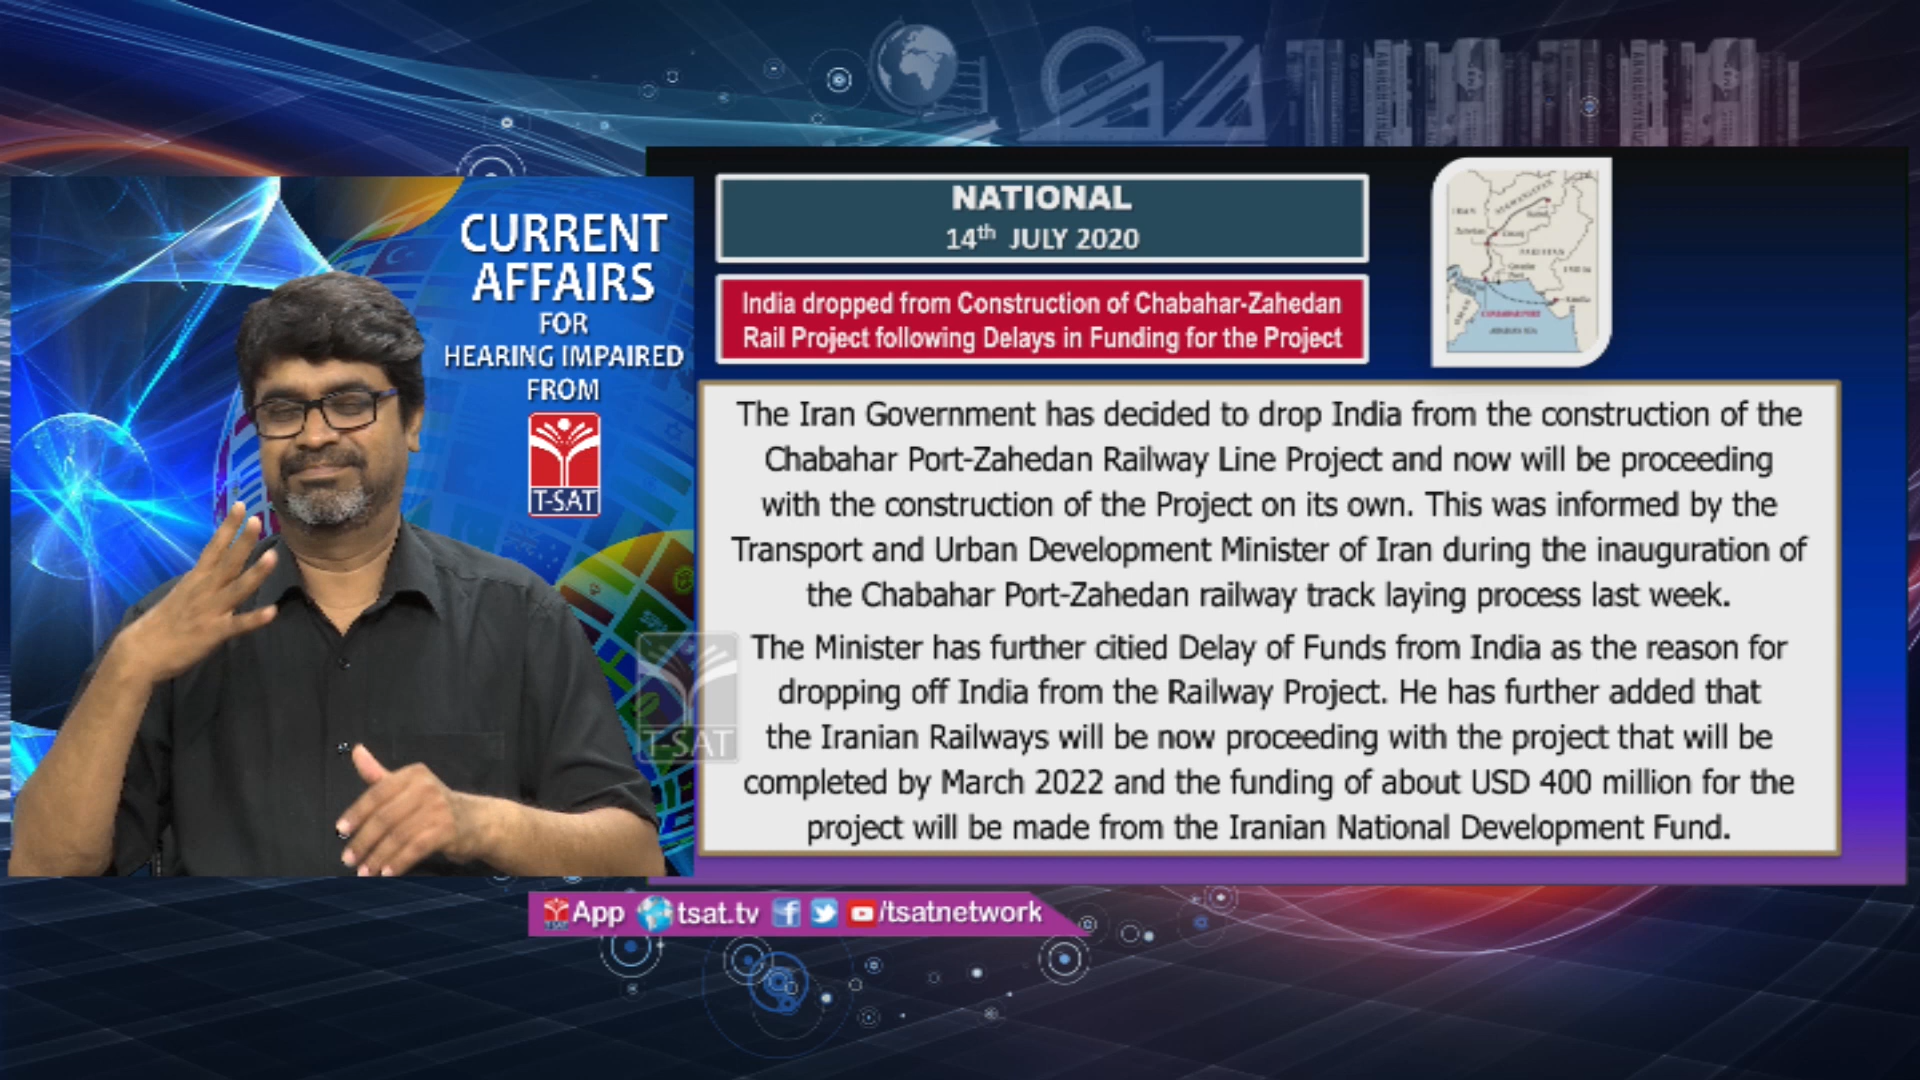 CURRENT
AFFAIRS
FOR
HEARING IMPAIRED
FROM
T-SAT
NATIONAL
14th JULY 2020
India dropped from Construction of Chabahar-Zahedan
Rail Project following Delays in Funding for the Project
The Iran Government has decided to drop India from the construction of the
Chabahar Port-Zahedan Railway Line Project and now will be proceeding
with the construction of the Project on its own. This was informed by the
Transport and Urban Development Minister of Iran during the inauguration of
the Chabahar Port-Zahedan railway track laying process last week.
The Minister has further citied Delay of Funds from India as the reason for
dropping off India from the Railway Project. He has further added that
the Iranian Railways will be now proceeding with the project that will be
completed by March 2022 and the funding of about USD 400 million for the
project will be made from the Iranian National Development Fund.
T-SAT
App tsat.tv /tsatnetwork